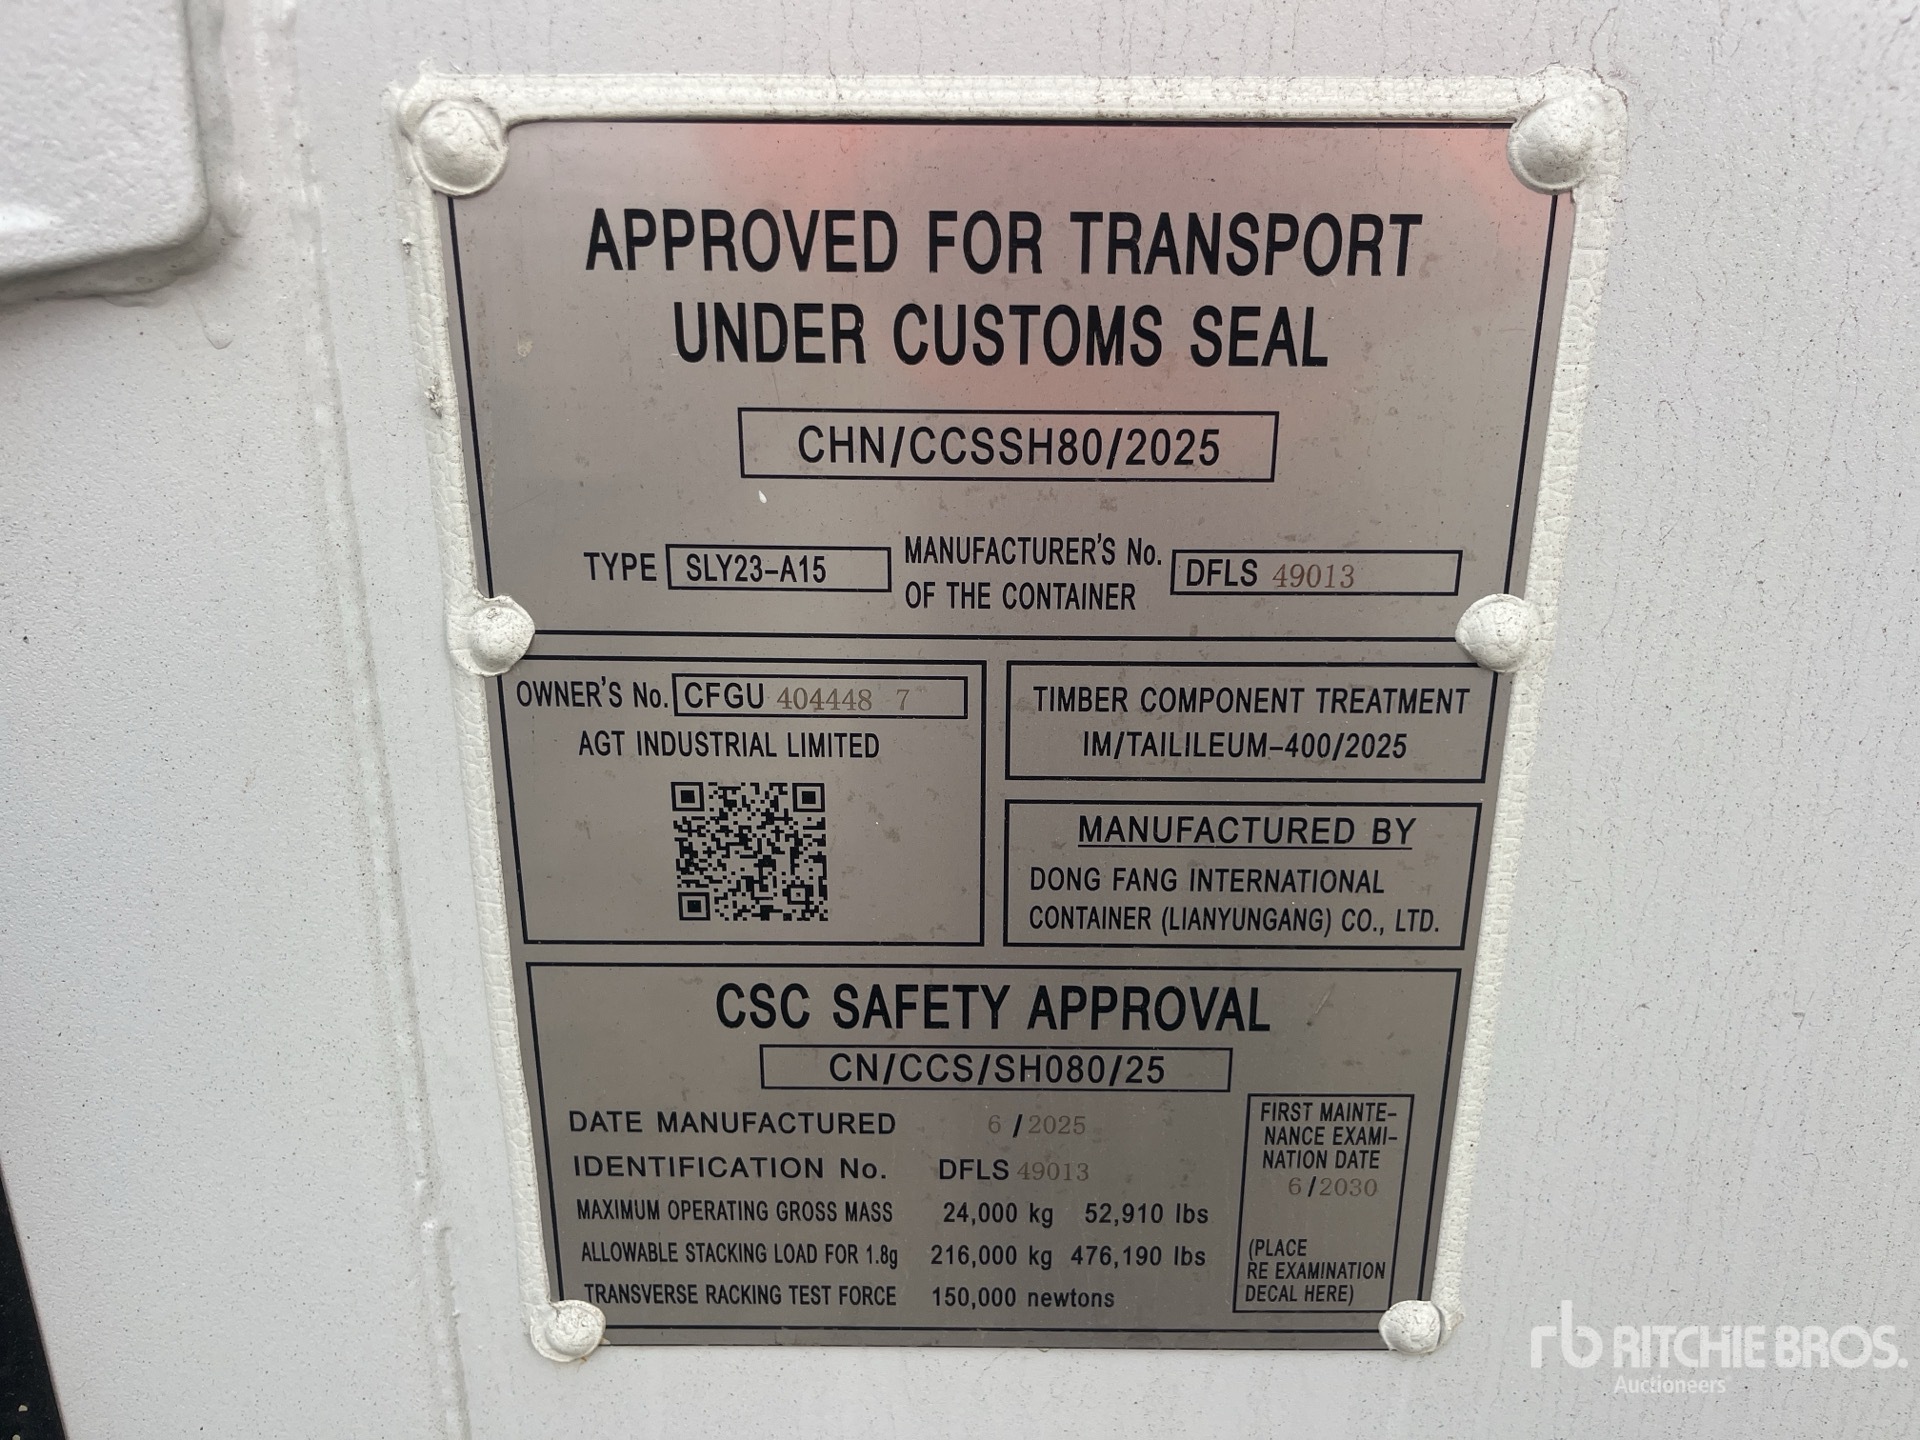 APPROVED FOR TRANSPORT
UNDER CUSTOMS SEAL
CHN/CCSSH80/2025
TYPE SLY23-A15 MANUFACTURER'S No. OF THE CONTAINER DFLS 49013
OWNER'S No. CFGU 404448 7
AGT INDUSTRIAL LIMITED
TIMBER COMPONENT TREATMENT
IM/TAILILEUM-400/2025
MANUFACTURED BY
DONG FANG INTERNATIONAL
CONTAINER (LIANYUNGANG) CO., LTD.
CSC SAFETY APPROVAL
CN/CCS/SH080/25
DATE MANUFACTURED 6/2025
IDENTIFICATION No. DFLS 49013
MAXIMUM OPERATING GROSS MASS 24,000 kg 52,910 lbs
ALLOWABLE STACKING LOAD FOR 1.8g 216,000 kg 476,190 lbs
TRANSVERSE RACKING TEST FORCE 150,000 newtons
FIRST MAINTE-
NANCE EXAMI-
NATION DATE
6/2030
(PLACE
RE EXAMINATION
DECAL HERE)
rb RITCHIE BROS.
Auctioneers